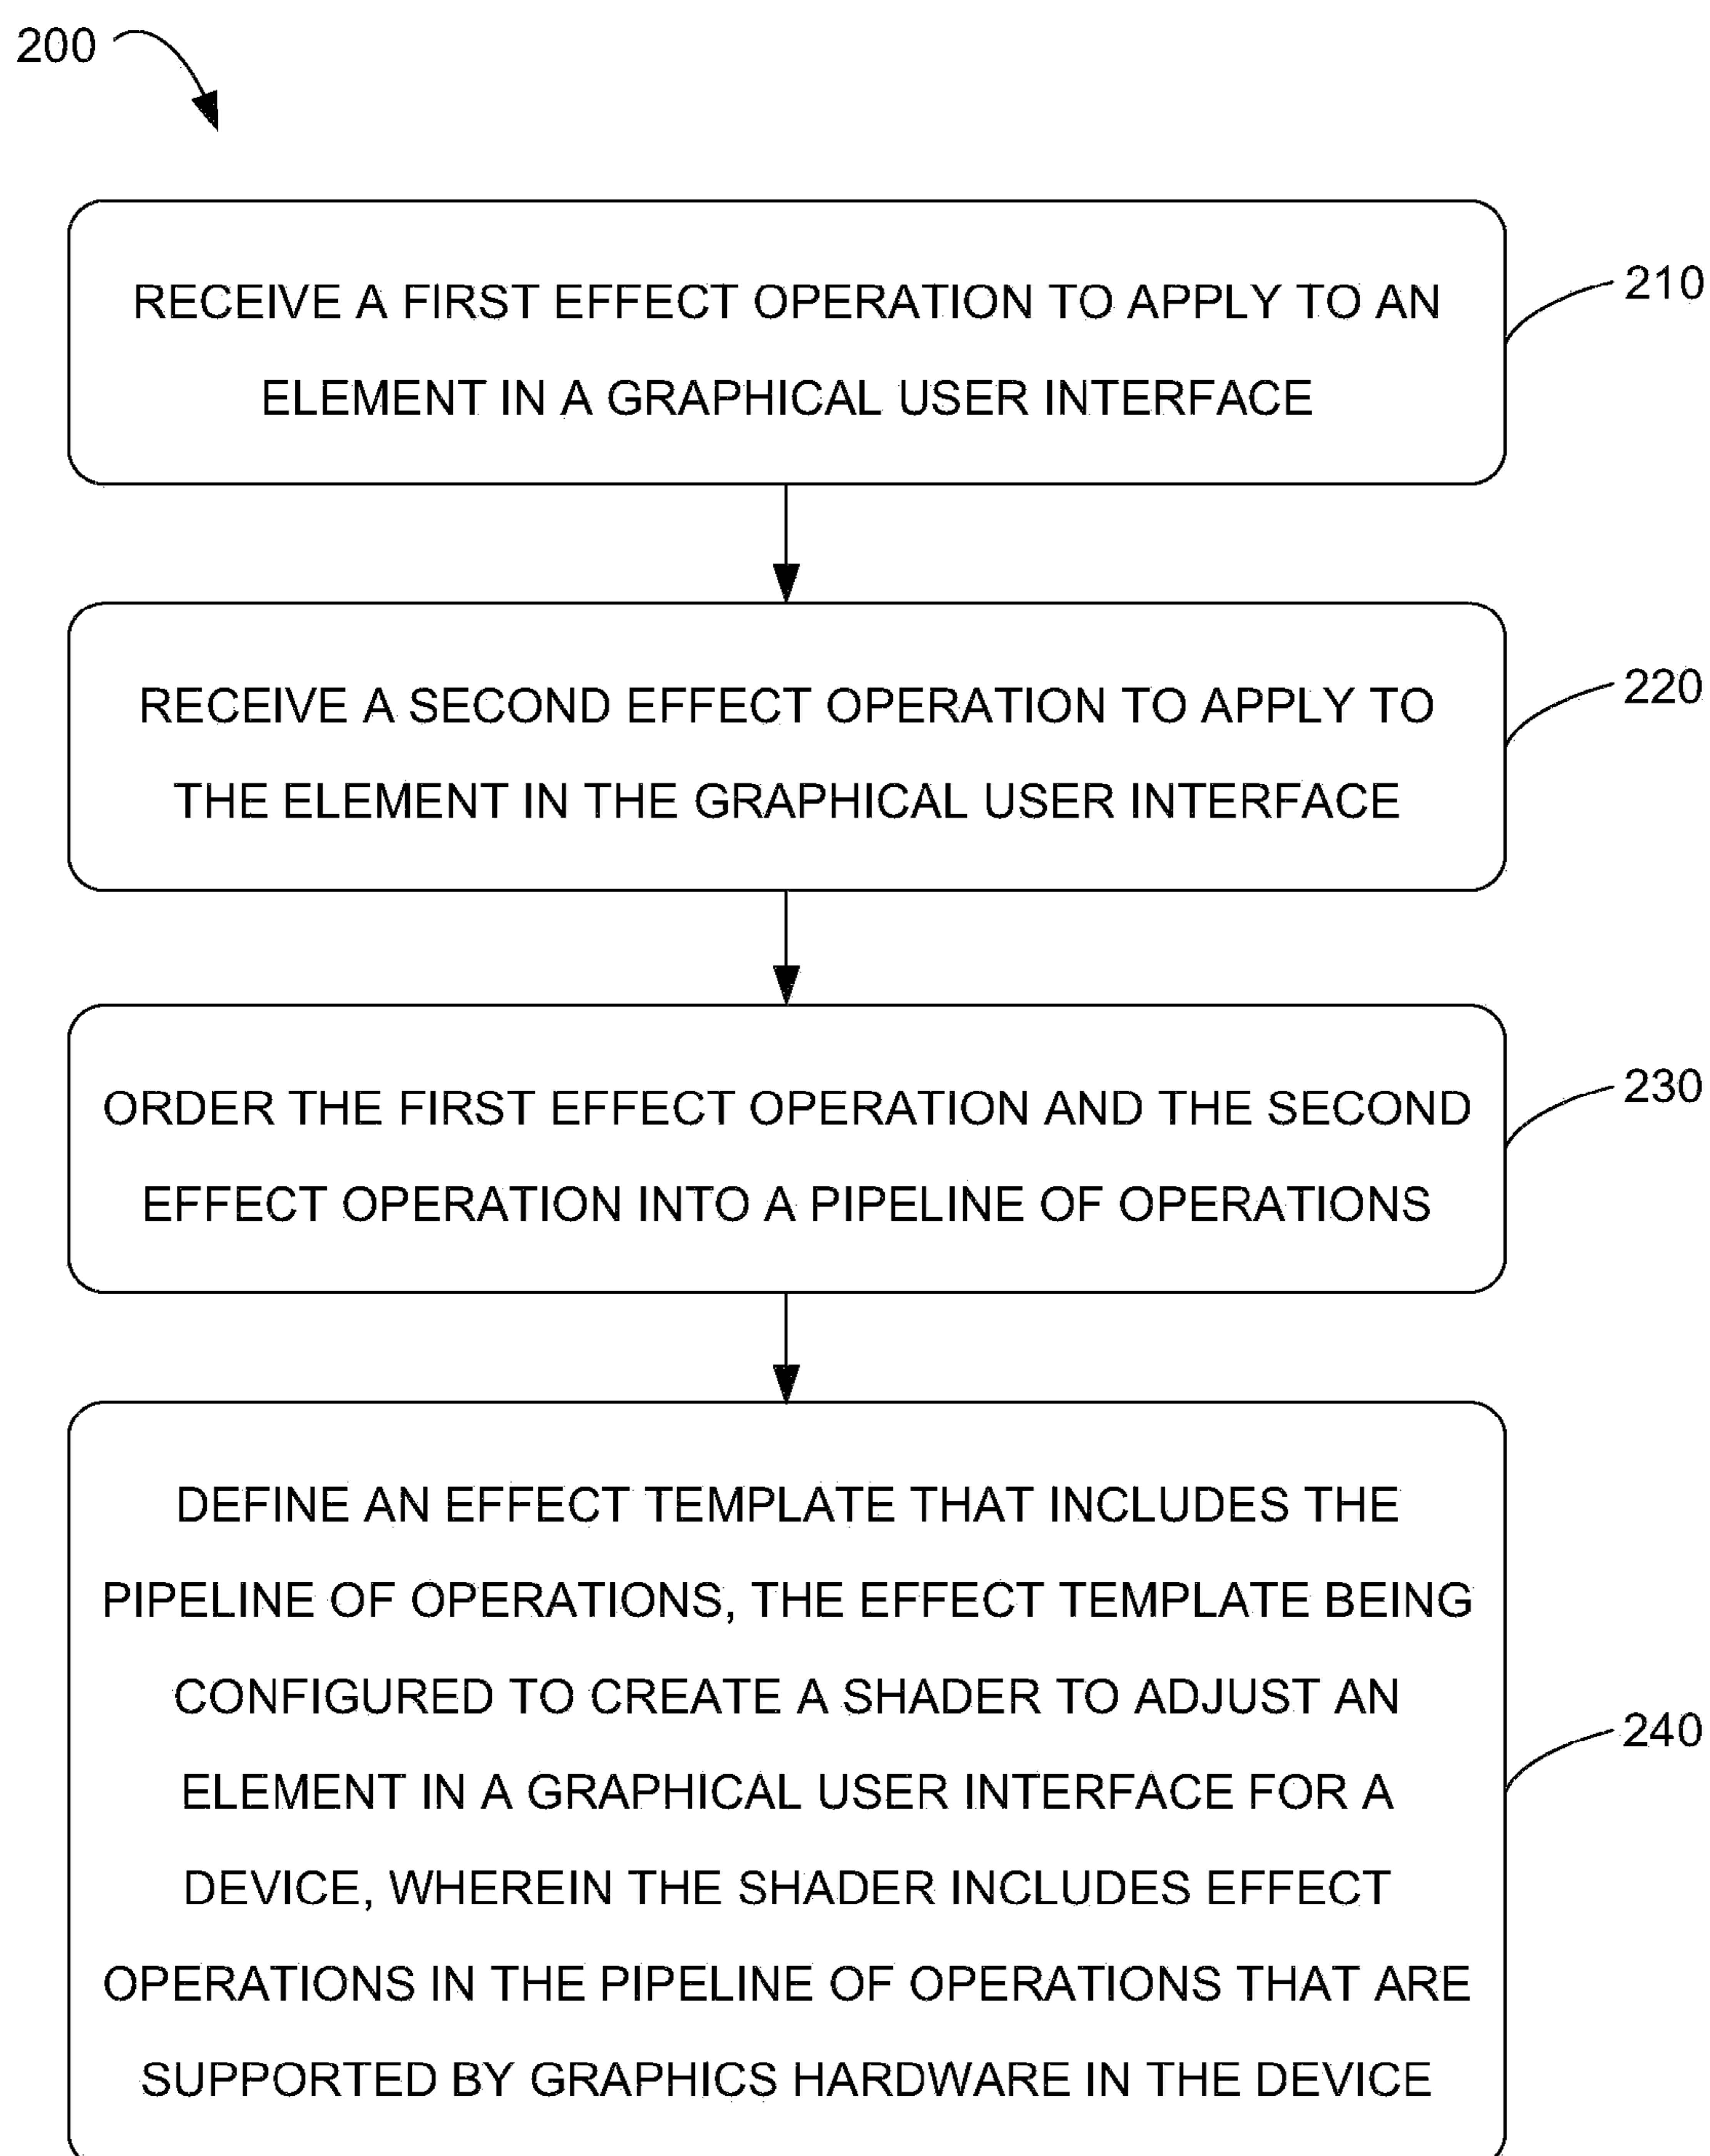 200
RECEIVE A FIRST EFFECT OPERATION TO APPLY TO AN
ELEMENT IN A GRAPHICAL USER INTERFACE
210
RECEIVE A SECOND EFFECT OPERATION TO APPLY TO
THE ELEMENT IN THE GRAPHICAL USER INTERFACE
220
ORDER THE FIRST EFFECT OPERATION AND THE SECOND
EFFECT OPERATION INTO A PIPELINE OF OPERATIONS
230
DEFINE AN EFFECT TEMPLATE THAT INCLUDES THE
PIPELINE OF OPERATIONS, THE EFFECT TEMPLATE BEING
CONFIGURED TO CREATE A SHADER TO ADJUST AN
ELEMENT IN A GRAPHICAL USER INTERFACE FOR A
DEVICE, WHEREIN THE SHADER INCLUDES EFFECT
OPERATIONS IN THE PIPELINE OF OPERATIONS THAT ARE
SUPPORTED BY GRAPHICS HARDWARE IN THE DEVICE
240